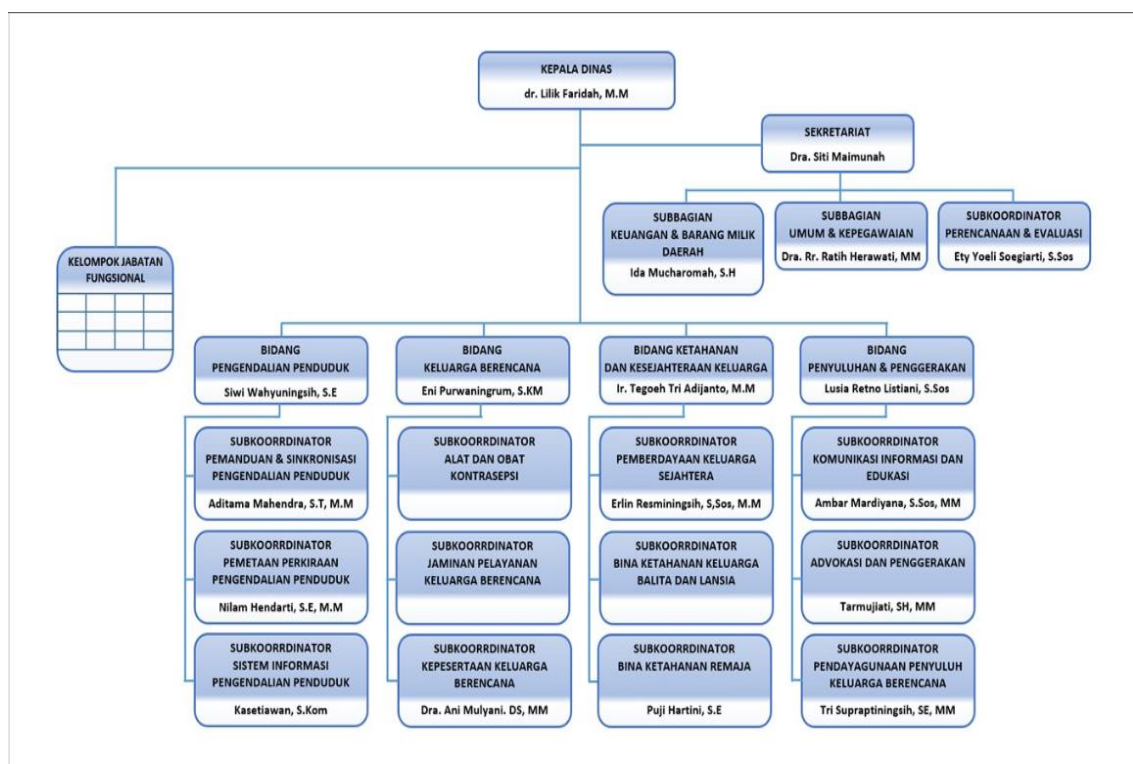 KEPALA DINAS
dr. Lilik Faridah, M.M
SEKRETARIAT
Dra. Siti Maimunah
SUBBAGIAN
KEUANGAN & BARANG MILIK
DAERAH
Ida Mucharomah, S.H
SUBBAGIAN
UMUM & KEPEGAWAIAN
Dra. Rr. Ratih Herawati, MM
SUBKOORDINATOR
PERENCANAAN & EVALUASI
Ety Yoeli Soegiarti, S.Sos
KELOMPOK JABATAN
FUNGSIONAL
BIDANG
PENGENDALIAN PENDUDUK
Siwi Wahyuningsih, S.E
BIDANG
KELUARGA BERENCANA
Eni Purwaningrum, S.KM
BIDANG KETAHANAN
DAN KESEJAHTERAAN KELUARGA
Ir. Tegoeh Tri Adijanto, M.M
BIDANG
PENYULUHAN & PENGGERAKAN
Lusia Retno Listiani, S.Sos
SUBKOORRDINATOR
PEMANDUAN & SINKRONISASI
PENGENDALIAN PENDUDUK
Aditama Mahendra, S.T, M.M
SUBKOORRDINATOR
ALAT DAN OBAT
KONTRASEPSI
SUBKOORRDINATOR
PEMBERDAYAAN KELUARGA
SEJAHTERA
Erlin Resminingsih, S,Sos, M.M
SUBKOORRDINATOR
KOMUNIKASI INFORMASI DAN
EDUKASI
Ambar Mardiyana, S.Sos, MM
SUBKOORRDINATOR
PEMETAAN PERKIRAAN
PENGENDALIAN PENDUDUK
Nilam Hendarti, S.E, M.M
SUBKOORRDINATOR
JAMINAN PELAYANAN
KELUARGA BERENCANA
SUBKOORRDINATOR
BINA KETAHANAN KELUARGA
BALITA DAN LANSIA
SUBKOORRDINATOR
ADVOKASI DAN PENGGERAKAN
Tarmujiati, SH, MM
SUBKOORRDINATOR
SISTEM INFORMASI
PENGENDALIAN PENDUDUK
Kasetiawan, S.Kom
SUBKOORRDINATOR
KEPESERTAAN KELUARGA
BERENCANA
Dra. Ani Mulyani. DS, MM
SUBKOORRDINATOR
BINA KETAHANAN REMAJA
Puji Hartini, S.E
SUBKOORRDINATOR
PENDAYAGUNAAN PENYULUH
KELUARGA BERENCANA
Tri Supraptiningsih, SE, MM